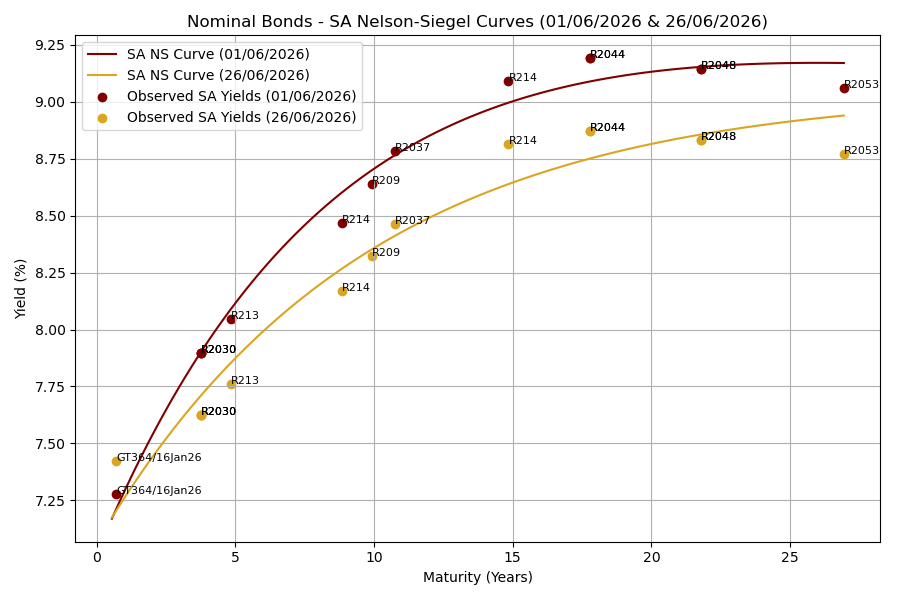 Nominal Bonds - SA Nelson-Siegel Curves (01/06/2026 & 26/06/2026)
SA NS Curve (01/06/2026)
SA NS Curve (26/06/2026)
Observed SA Yields (01/06/2026)
Observed SA Yields (26/06/2026)
9.25
9.00
8.75
8.50
8.25
8.00
7.75
7.50
7.25
Yield (%)
R2044
R2048
R214
R2053
R2037
R209
R214
R213
R2030
GT364/16Jan26
R2044
R2048
R214
R2053
R2037
R209
R214
R213
R2030
GT364/16Jan26
0
5
10
15
20
25
Maturity (Years)